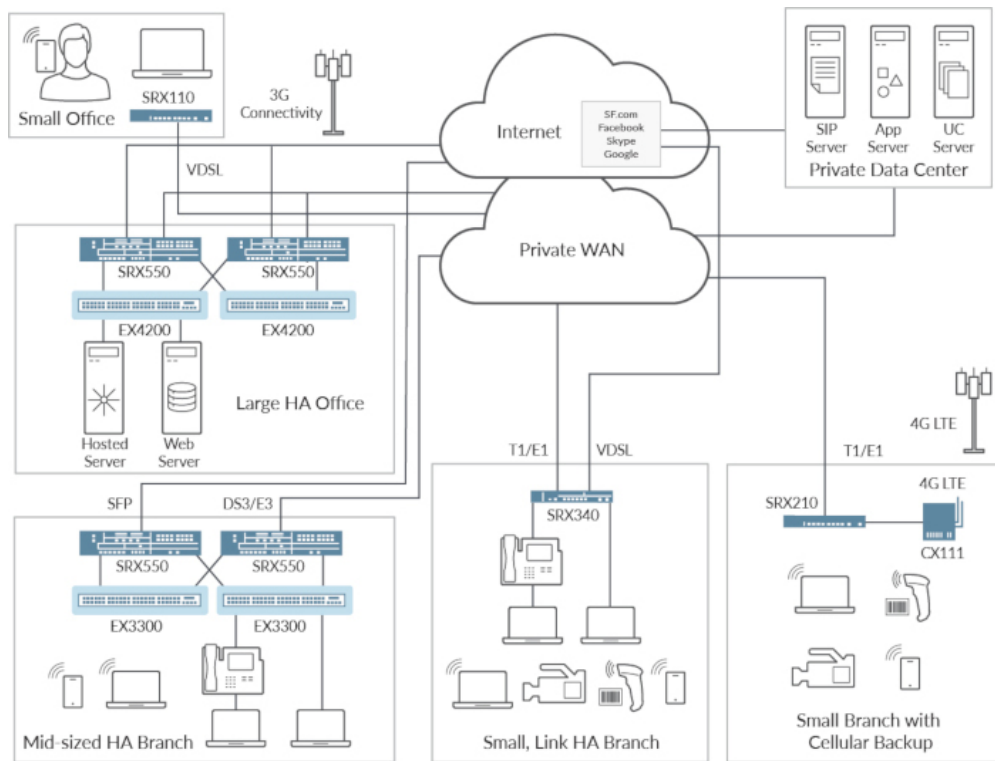 SRX110
Small Office
3G
Connectivity
VDSL
Internet
SF.com
Facebook
Skype
Google
SIP
Server
App
Server
UC
Server
Private Data Center
Private WAN
SRX550
SRX550
EX4200
EX4200
Hosted
Server
Web
Server
Large HA Office
SFP
DS3/E3
SRX550
SRX550
EX3300
EX3300
Mid-sized HA Branch
T1/E1
VDSL
SRX340
Small, Link HA Branch
4G LTE
T1/E1
4G LTE
SRX210
CX111
Small Branch with
Cellular Backup